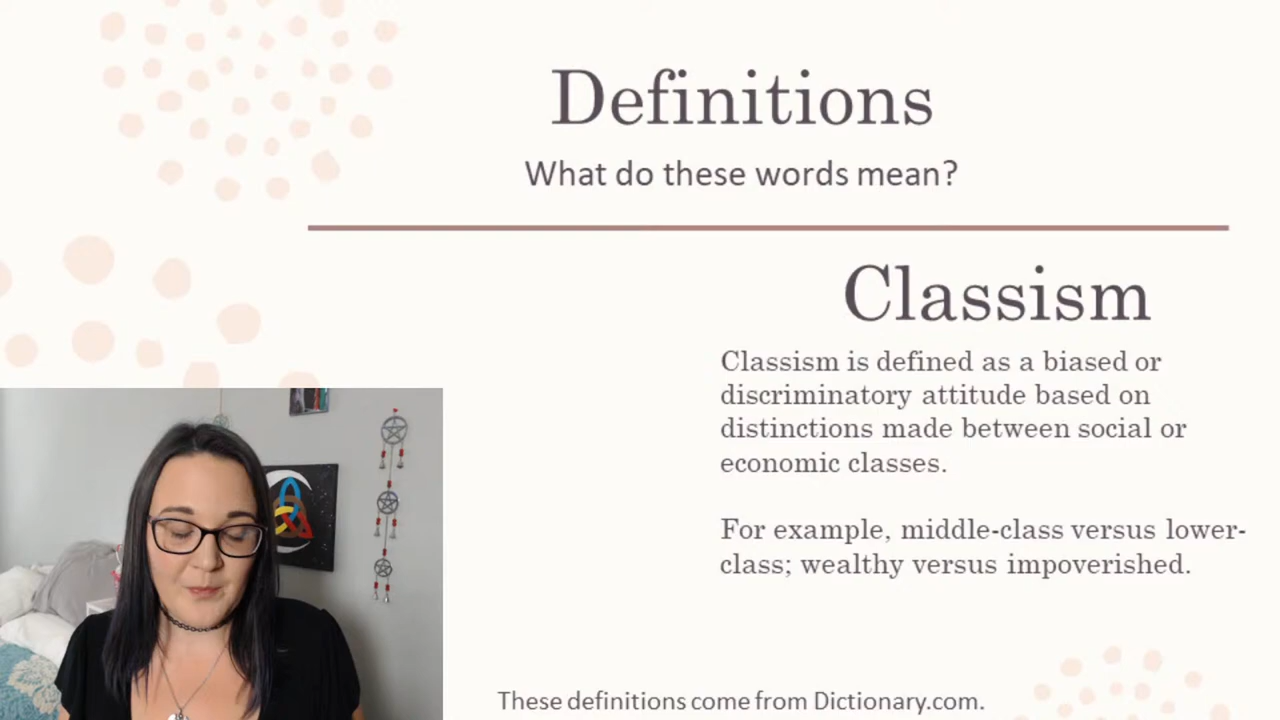 Definitions
What do these words mean?
Classism
Classism is defined as a biased or
discriminatory attitude based on
distinctions made between social or
economic classes.
For example, middle-class versus lower-
class; wealthy versus impoverished.
These definitions come from Dictionary.com.